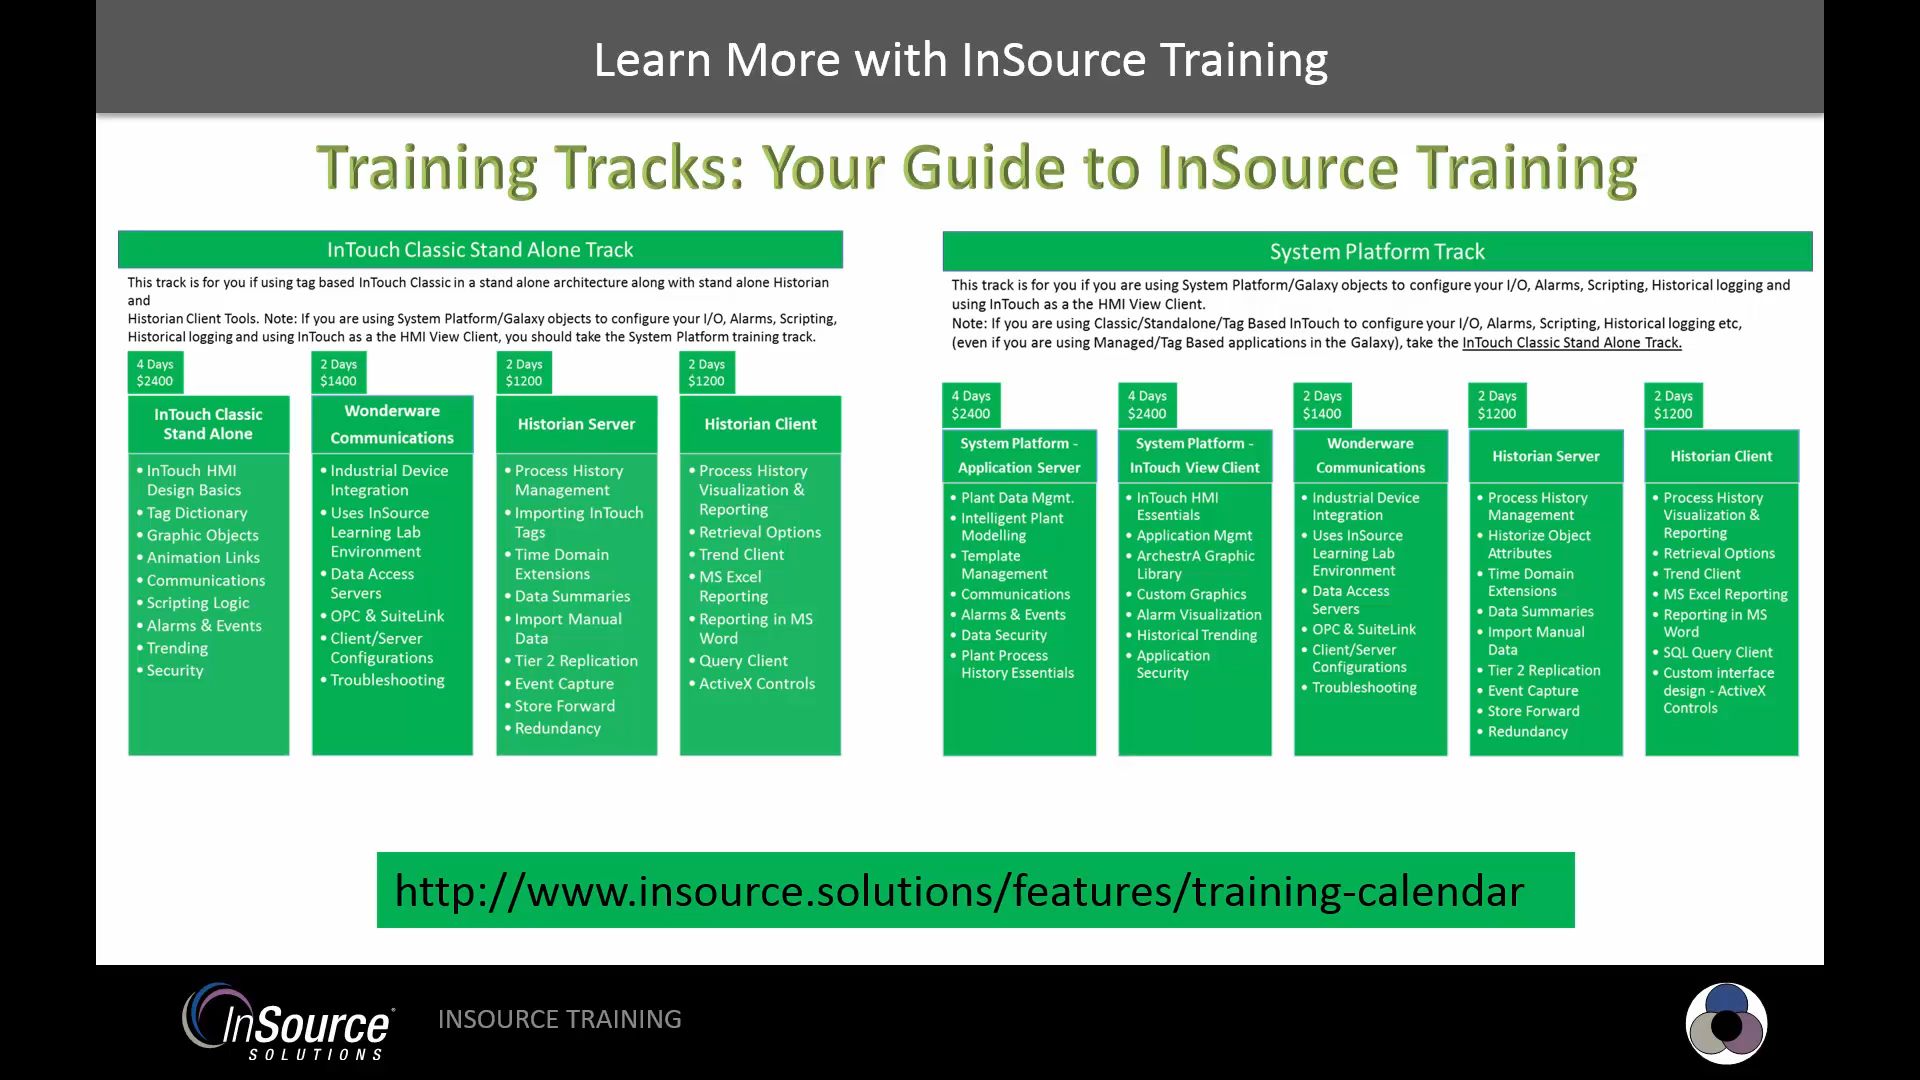 Learn More with InSource Training
Training Tracks: Your Guide to InSource Training
InTouch Classic Stand Alone Track
This track is for you if using tag based InTouch Classic in a stand alone architecture along with stand alone Historian
and
Historian Client Tools. Note: If you are using System Platform/Galaxy objects to configure your I/O, Alarms, Scripting,
Historical logging and using InTouch as a the HMI View Client, you should take the System Platform training track.
4 Days
$2400
InTouch Classic
Stand Alone
• InTouch HMI
Design Basics
• Tag Dictionary
• Graphic Objects
• Animation Links
• Communications
• Scripting Logic
• Alarms & Events
• Trending
• Security
2 Days
$1400
Wonderware
Communications
• Industrial Device
Integration
• Uses InSource
Learning Lab
Environment
• Data Access
Servers
• OPC & SuiteLink
• Client/Server
Configurations
• Troubleshooting
2 Days
$1200
Historian Server
• Process History
Management
• Importing InTouch
Tags
• Time Domain
Extensions
• Data Summaries
• Import Manual
Data
• Tier 2 Replication
• Event Capture
• Store Forward
• Redundancy
2 Days
$1200
Historian Client
• Process History
Visualization &
Reporting
• Retrieval Options
• Trend Client
• MS Excel
Reporting
• Reporting in MS
Word
• Query Client
• ActiveX Controls
System Platform Track
This track is for you if you are using System Platform/Galaxy objects to configure your I/O, Alarms, Scripting, Historical logging and
using InTouch as a the HMI View Client.
Note: If you are using Classic/Standalone/Tag Based InTouch to configure your I/O, Alarms, Scripting, Historical logging etc,
(even if you are using Managed/Tag Based applications in the Galaxy), take the InTouch Classic Stand Alone Track.
4 Days
$2400
System Platform -
Application Server
• Plant Data Mgmt.
• Intelligent Plant
Modelling
• Template
Management
• Communications
• Alarms & Events
• Data Security
• Plant Process
History Essentials
4 Days
$2400
System Platform -
InTouch View Client
• InTouch HMI
Essentials
• Application Mgmt
• ArchestrA Graphic
Library
• Custom Graphics
• Alarm Visualization
• Historical Trending
• Application
Security
2 Days
$1400
Wonderware
Communications
• Industrial Device
Integration
• Uses InSource
Learning Lab
Environment
• Data Access
Servers
• OPC & SuiteLink
• Client/Server
Configurations
• Troubleshooting
2 Days
$1200
Historian Server
• Process History
Management
• Historize Object
Attributes
• Time Domain
Extensions
• Data Summaries
• Import Manual
Data
• Tier 2 Replication
• Event Capture
• Store Forward
• Redundancy
2 Days
$1200
Historian Client
• Process History
Visualization &
Reporting
• Retrieval Options
• Trend Client
• MS Excel Reporting
• Reporting in MS
Word
• SQL Query Client
• Custom interface
design - ActiveX
Controls
http://www.insource.solutions/features/training-calendar
InSource
SOLUTIONS
INSOURCE TRAINING